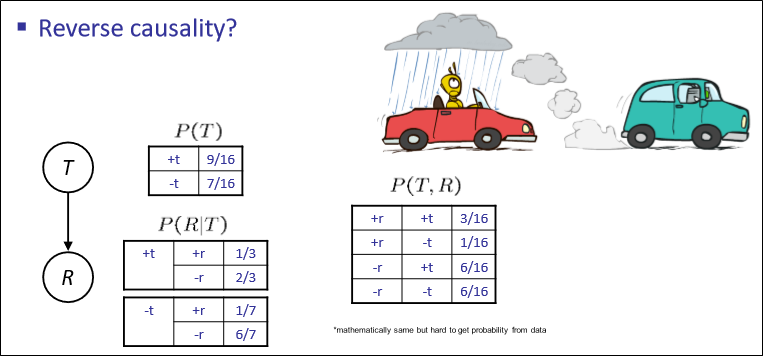 ▪ Reverse causality?
T
R
P(T)
+t 9/16
-t 7/16
P(R|T)
+t +r 1/3
-r 2/3
-t +r 1/7
-r 6/7
P(T, R)
+r +t 3/16
+r -t 1/16
-r +t 6/16
-r -t 6/16
*mathematically same but hard to get probability from data